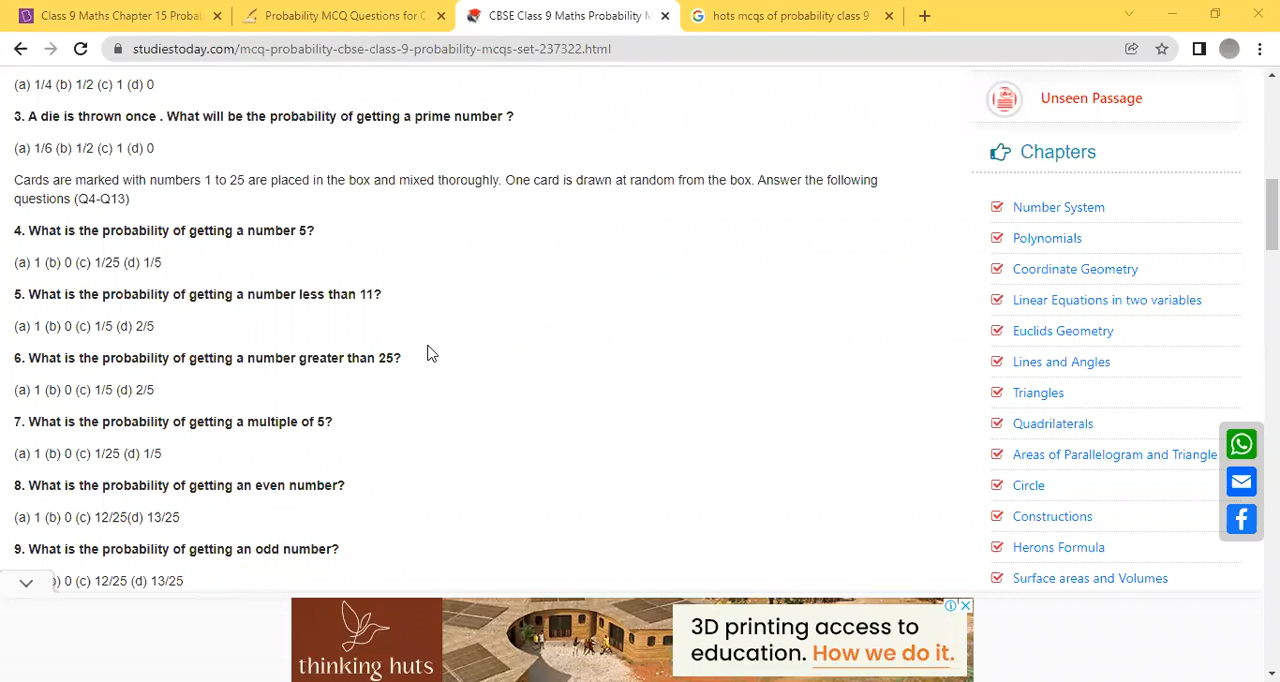 Class 9 Maths Chapter 15 Probal
Probability MCQ Questions for C
CBSE Class 9 Maths Probability M
hots mcqs of probability class 9
studiestoday.com/mcq-probability-cbse-class-9-probability-mcqs-set-237322.html
(a) 1/4 (b) 1/2 (c) 1 (d) 0
3. A die is thrown once . What will be the probability of getting a prime number ?
(a) 1/6 (b) 1/2 (c) 1 (d) 0
Cards are marked with numbers 1 to 25 are placed in the box and mixed thoroughly. One card is drawn at random from the box. Answer the following
questions (Q4-Q13)
4. What is the probability of getting a number 5?
(a) 1 (b) 0 (c) 1/25 (d) 1/5
5. What is the probability of getting a number less than 11?
(a) 1 (b) 0 (c) 1/5 (d) 2/5
6. What is the probability of getting a number greater than 25?
(a) 1 (b) 0 (c) 1/5 (d) 2/5
7. What is the probability of getting a multiple of 5?
(a) 1 (b) 0 (c) 1/25 (d) 1/5
8. What is the probability of getting an even number?
(a) 1 (b) 0 (c) 12/25(d) 13/25
9. What is the probability of getting an odd number?
) 0 (c) 12/25 (d) 13/25
Unseen Passage
Chapters
Number System
Polynomials
Coordinate Geometry
Linear Equations in two variables
Euclids Geometry
Lines and Angles
Triangles
Quadrilaterals
Areas of Parallelogram and Triangle
Circle
Constructions
Herons Formula
Surface areas and Volumes
thinking huts
3D printing access to
education. How we do it.